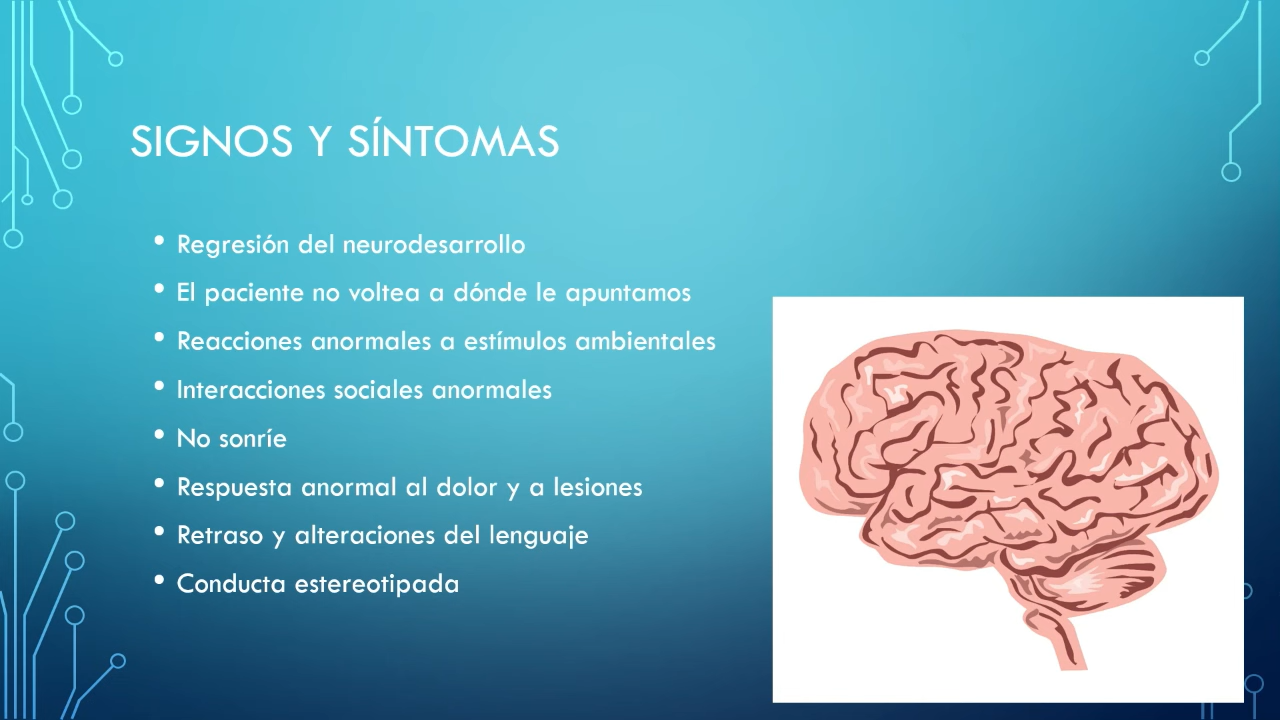 SIGNOS Y SÍNTOMAS
• Regresión del neurodesarrollo
• El paciente no voltea a dónde le apuntamos
• Reacciones anormales a estímulos ambientales
• Interacciones sociales anormales
• No sonríe
• Respuesta anormal al dolor y a lesiones
• Retraso y alteraciones del lenguaje
• Conducta estereotipada